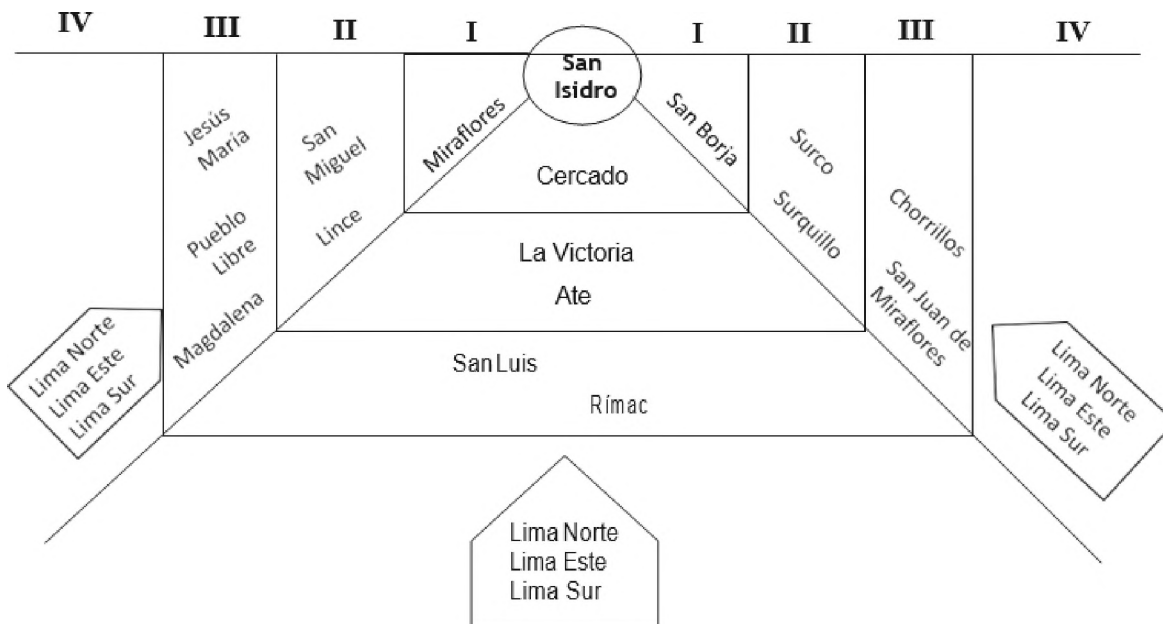 IV
III
II
I
I
II
III
IV
San
Isidro
Jesús
María
San
Miguel
Miraflores
San Borja
Surco
Cercado
Pueblo
Libre
Lince
Surquillo
Chorrillos
La Victoria
Ate
Magdalena
San Juan de
Miraflores
San Luis
Rímac
Lima Norte
Lima Este
Lima Sur
Lima Norte
Lima Este
Lima Sur
Lima Norte
Lima Este
Lima Sur